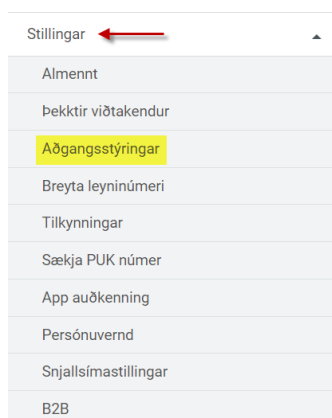 Stillingar
Almennt
Þekktir viðtakendur
Aðgangsstýringar
Breyta leyninúmeri
Tilkynningar
Sækja PUK númer
App auðkenning
Persónuvernd
Snjallsímastillingar
B2B